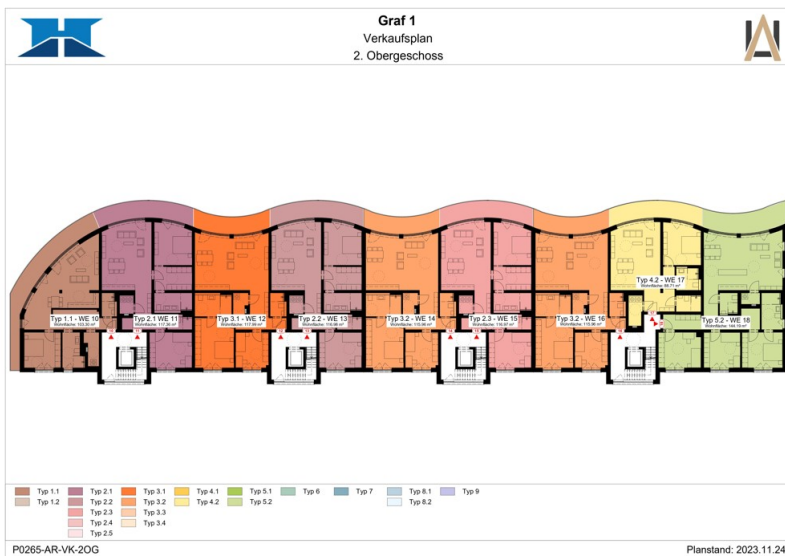 Graf 1
Verkaufsplan
2. Obergeschoss
Typ 4.2 - WE 17
Typ 1.1 - WE 10
Wohnfläche: 103,30 m²
Typ 2.1 WE 11
Typ 3.1 - WE 12
Typ 2.2 - WE 13
Typ 3.2 - WE 14
Typ 2.3 - WE 15
Typ 3.2 - WE 16
Typ 5.2 - WE 18
Typ 1.1 Typ 2.1 Typ 3.1 Typ 4.1 Typ 5.1 Typ 6 Typ 7 Typ 8.1 Typ 9
Typ 1.2 Typ 2.2 Typ 3.2 Typ 4.2 Typ 5.2 Typ 8.2
Typ 2.3 Typ 3.3
Typ 2.4 Typ 3.4
Typ 2.5
P0265-AR-VK-2OG Planstand: 2023.11.24